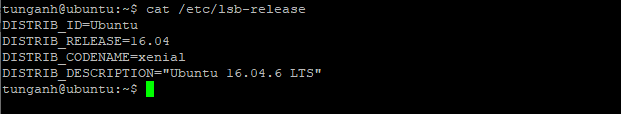 tunganh@ubuntu:~$ cat /etc/lsb-release
DISTRIB_ID=Ubuntu
DISTRIB_RELEASE=16.04
DISTRIB_CODENAME=xenial
DISTRIB_DESCRIPTION="Ubuntu 16.04.6 LTS"
tunganh@ubuntu:~$